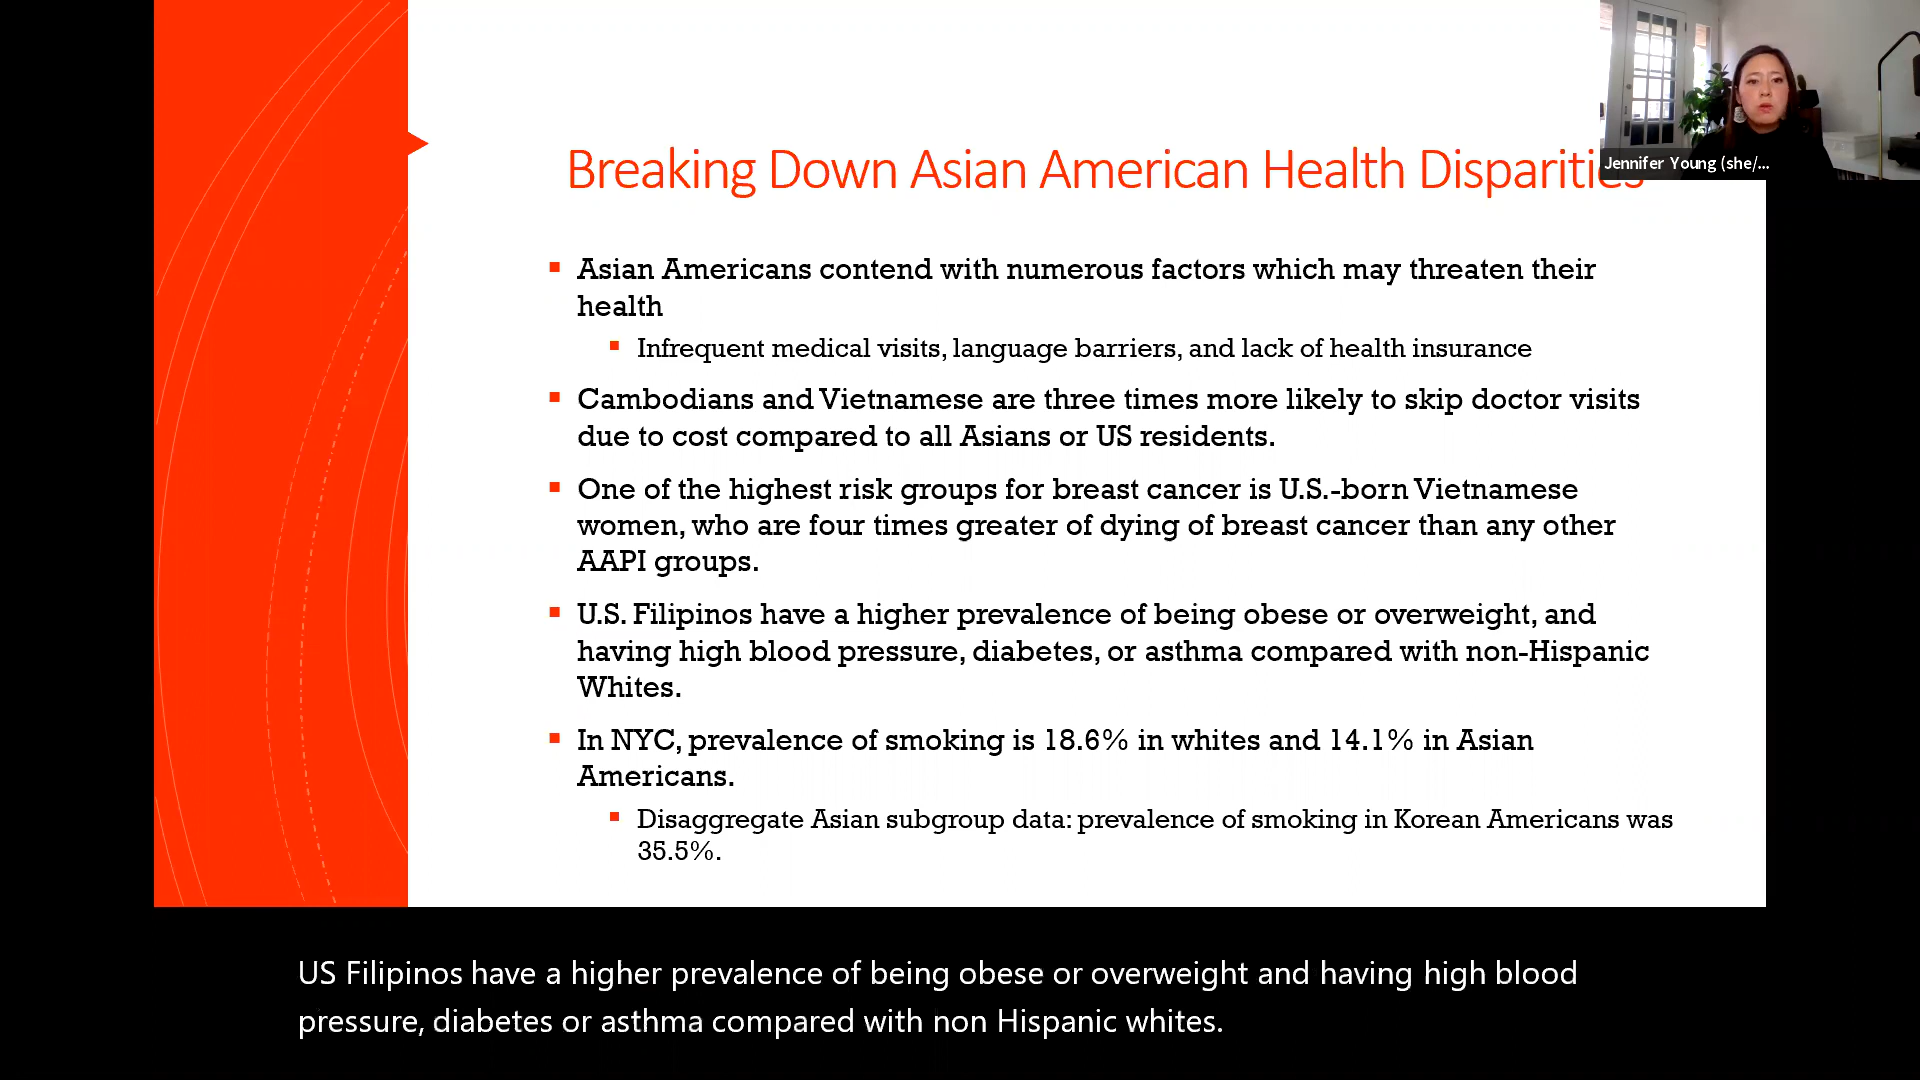 Breaking Down Asian American Health Disparities
Jennifer Young (she/...
Asian Americans contend with numerous factors which may threaten their
health
Infrequent medical visits, language barriers, and lack of health insurance
Cambodians and Vietnamese are three times more likely to skip doctor visits
due to cost compared to all Asians or US residents.
One of the highest risk groups for breast cancer is U.S.-born Vietnamese
women, who are four times greater of dying of breast cancer than any other
AAPI groups.
U.S. Filipinos have a higher prevalence of being obese or overweight, and
having high blood pressure, diabetes, or asthma compared with non-Hispanic
Whites.
In NYC, prevalence of smoking is 18.6% in whites and 14.1% in Asian
Americans.
Disaggregate Asian subgroup data: prevalence of smoking in Korean Americans was
35.5%.
US Filipinos have a higher prevalence of being obese or overweight and having high blood
pressure, diabetes or asthma compared with non Hispanic whites.